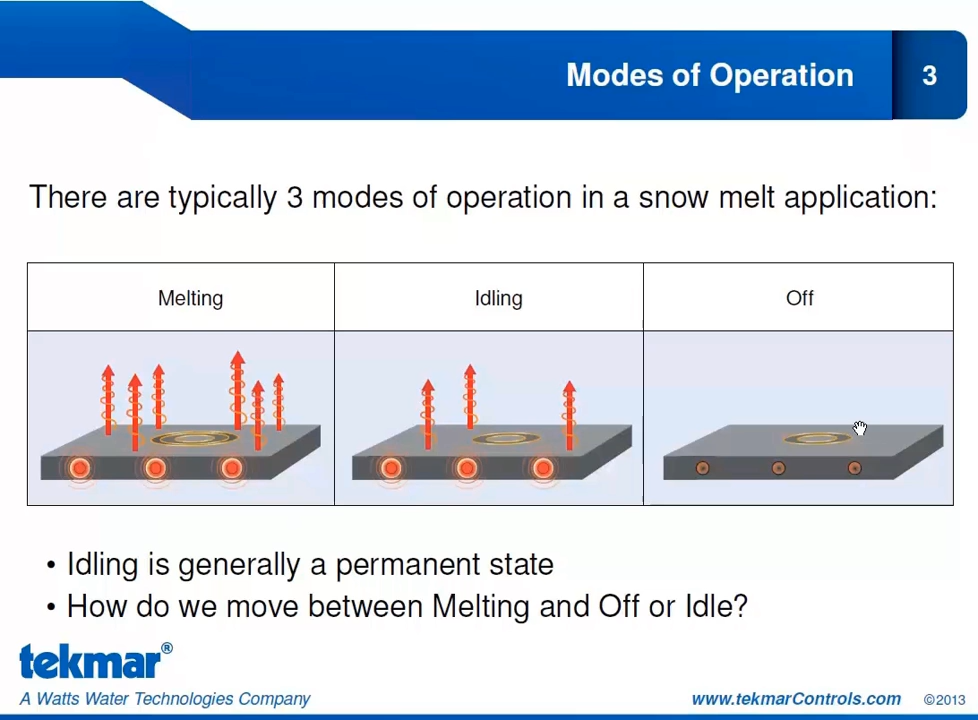 Modes of Operation
3
There are typically 3 modes of operation in a snow melt application:
Melting
Idling
Off
• Idling is generally a permanent state
• How do we move between Melting and Off or Idle?
tekmar®
A Watts Water Technologies Company
www.tekmarControls.com
©2013